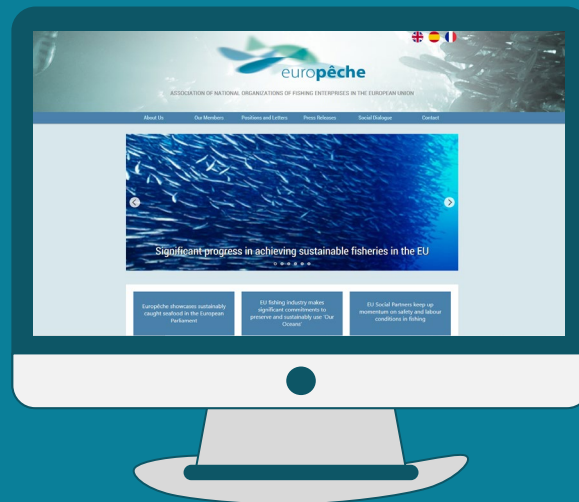 europêche
ASSOCIATION OF NATIONAL ORGANIZATIONS OF FISHING ENTERPRISES IN THE EUROPEAN UNION
About Us Our Members Positions and Letters Press Releases Social Dialogue Contact
Significant progress in achieving sustainable fisheries in the EU
Europêche showcases sustainably
caught seafood in the European
Parliament
EU fishing industry makes
significant commitments to
preserve and sustainably use 'Our
Oceans'
EU Social Partners keep up
momentum on safety and labour
conditions in fishing